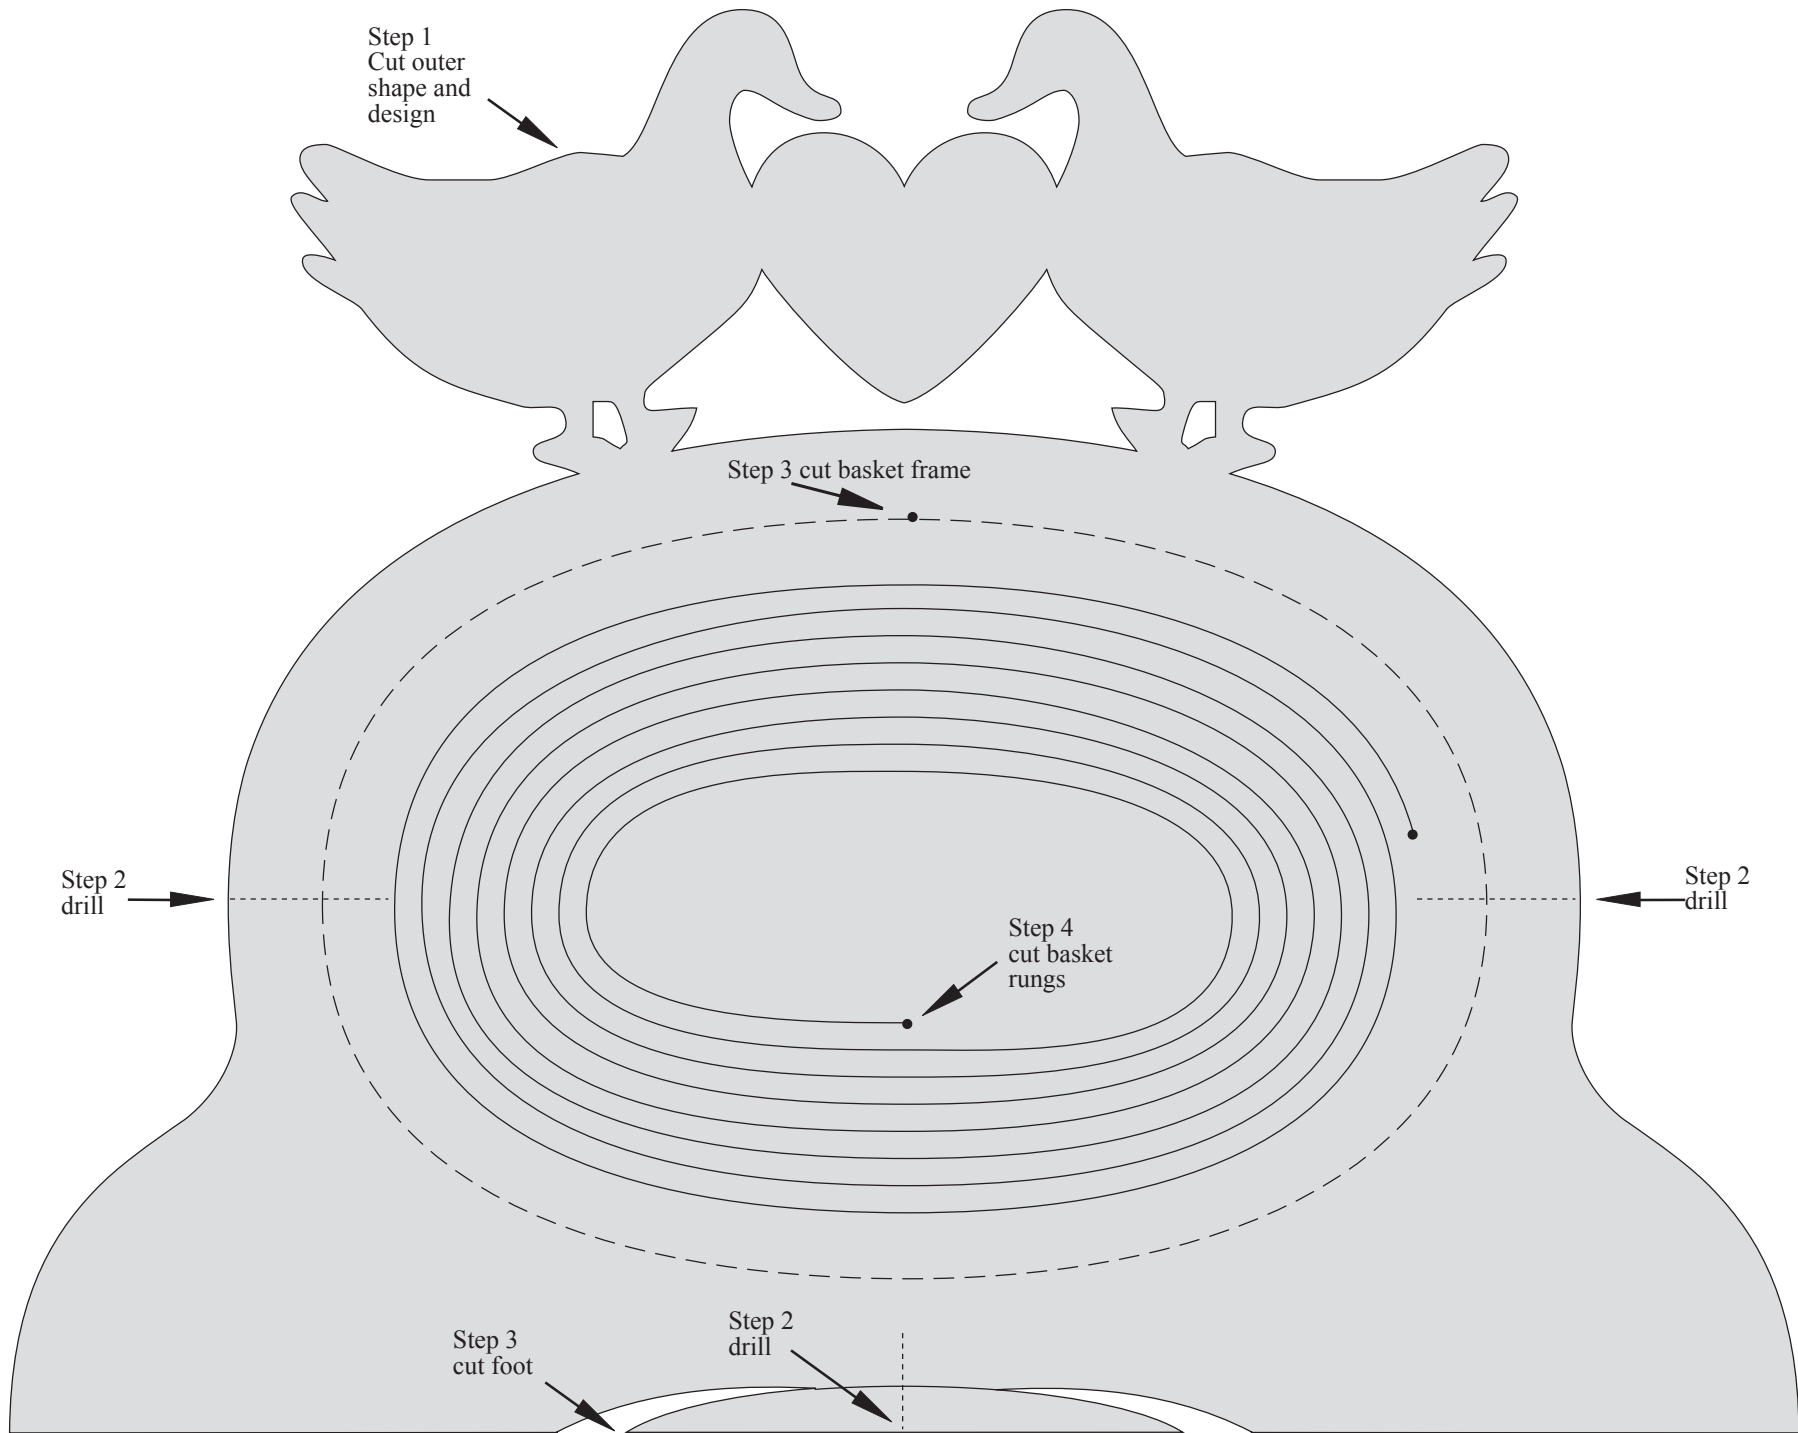 Step 1
Cut outer
shape and
design
Step 3 cut basket frame
Step 2
drill
Step 2
drill
Step 4
cut basket
rungs
Step 2
drill
Step 3
cut foot